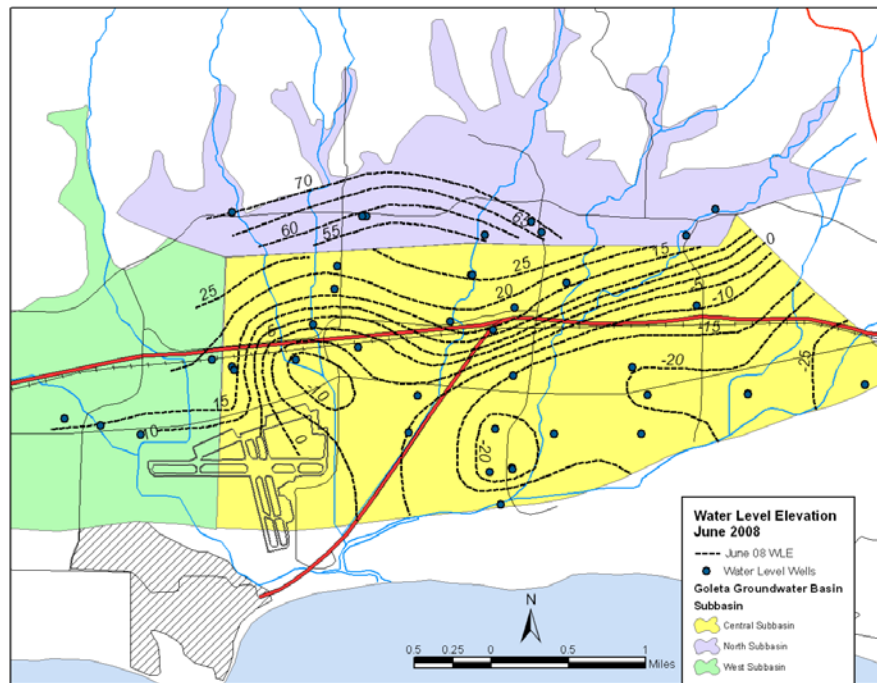 70
65
60
55
25
15
0
25
20
-5
-10
-15
5
-20
-25
-10
15
10
0
-20
Water Level Elevation
June 2008
June 08 WLE
Water Level Wells
Goleta Groundwater Basin
Subbasin
Central Subbasin
North Subbasin
West Subbasin
N
0.5 0.25 0 0.5 1
Miles